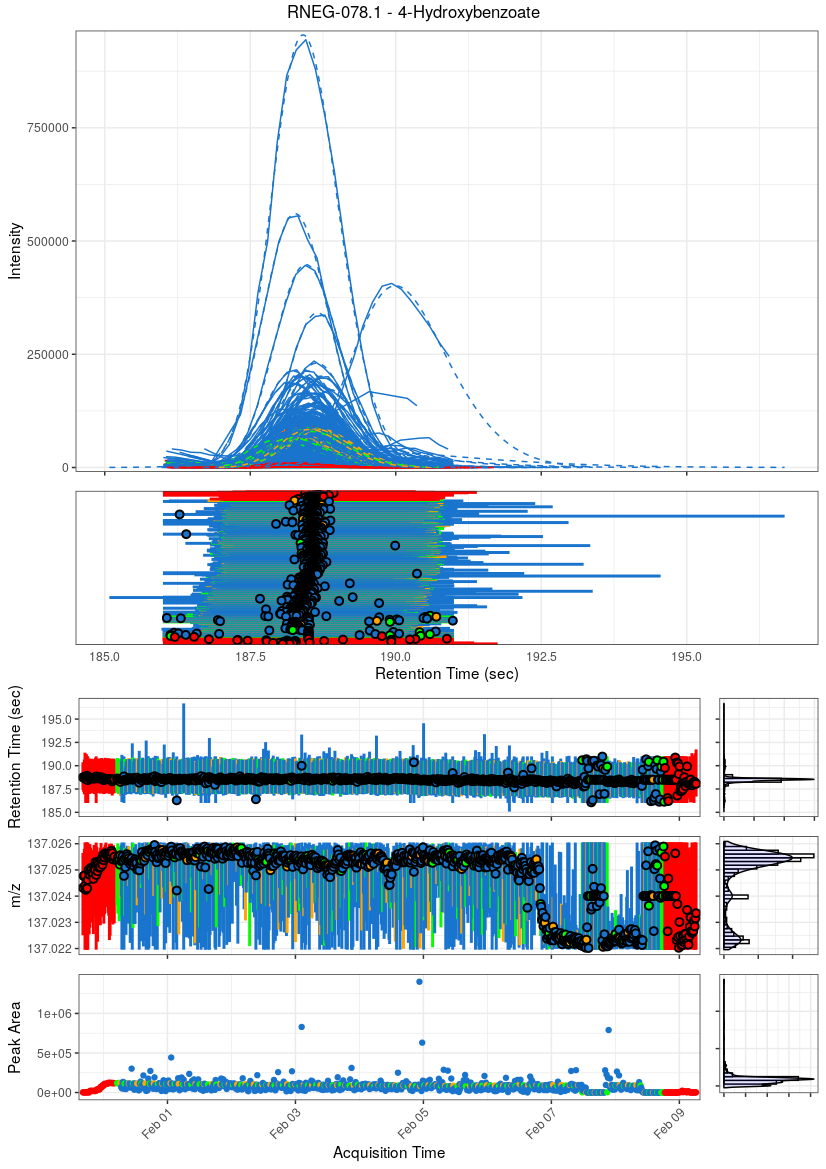 RNEG-078.1 - 4-Hydroxybenzoate
Intensity
750000
500000
250000
0
185.0 187.5 190.0 192.5 195.0
Retention Time (sec)
Retention Time (sec)
195.0
192.5
190.0
187.5
185.0
m/z
137.026
137.025
137.024
137.023
137.022
Peak Area
1e+06
5e+05
0e+00
Feb 01 Feb 03 Feb 05 Feb 07 Feb 09
Acquisition Time